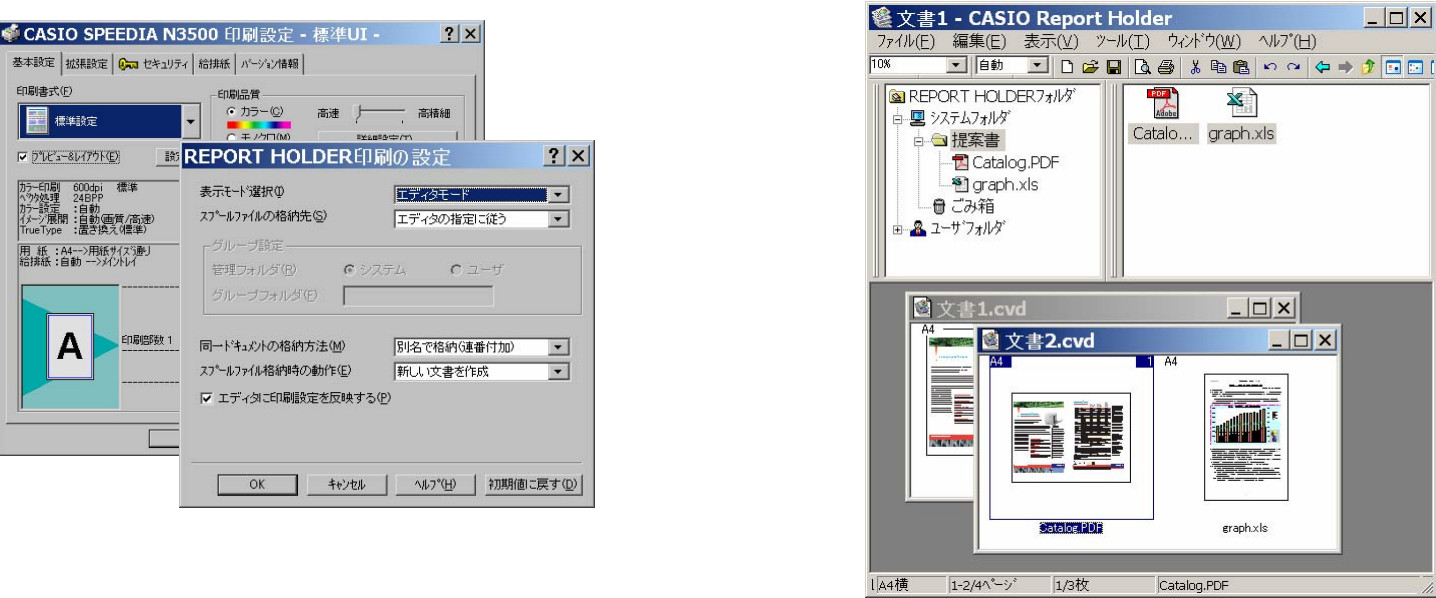 CASIO SPEEDIA N3500 印刷設定 - 標準UI -
基本設定 拡張設定 セキュリティ 給排紙 バージョン情報
印刷書式(F)
標準設定
プレビュー&レイアウト(E)
印刷品質
カラー(C) 高速 高精細
モノクロ(M) 詳細設定(T)
カラー印刷 600dpi 標準
ベタ処理 24BPP
カラー設定 :自動
イメージ展開 :自動(画質/高速)
TrueType :置き換え(標準)
用 紙 :A4-->用紙サイズ通り
給排紙 :自動 -->メイントレイ
A
印刷部数 1
REPORT HOLDER印刷の設定
表示モード選択(I) エディタモード
スプールファイルの格納先(S) エディタの指定に従う
グループ設定
管理フォルダ(R) システム ユーザ
グループフォルダ(F)
同一ドキュメントの格納方法(M) 別名で格納(連番付加)
スプールファイル格納時の動作(E) 新しい文書を作成
エディタに印刷設定を反映する(P)
OK キャンセル ヘルプ(H) 初期値に戻す(D)
文書1 - CASIO Report Holder
ファイル(F) 編集(E) 表示(V) ツール(T) ウィンドウ(W) ヘルプ(H)
10% 自動
REPORT HOLDERフォルダ
システムフォルダ
提案書
Catalog.PDF
graph.xls
ごみ箱
ユーザフォルダ
PDF
Adobe
Catalo... graph.xls
文書1.cvd
A4
文書2.cvd
A4 1 A4
Catalog.PDF graph.xls
A4横 1-2/4ページ 1/3枚 Catalog.PDF